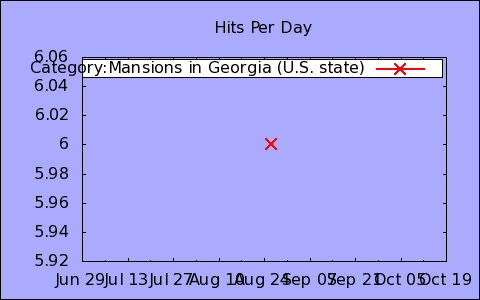 Hits Per Day
6.06
Category:Mansions in Georgia (U.S. state)
6.04
6.02
6
5.98
5.96
5.94
5.92
Jun 29 Jul 13 Jul 27 Aug 10 Aug 24 Sep 07 Sep 21 Oct 05 Oct 19